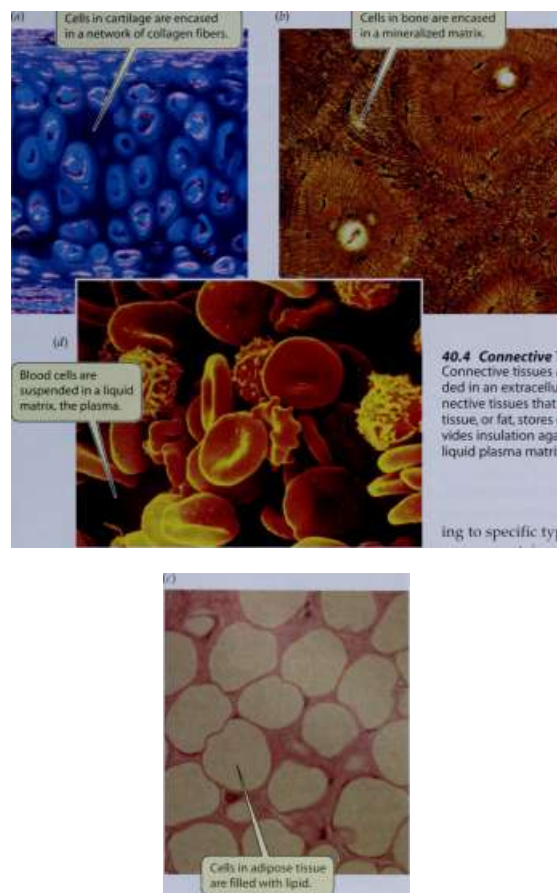 (a)
Cells in cartilage are encased
in a network of collagen fibers.
(b)
Cells in bone are encased
in a mineralized matrix.
(d)
Blood cells are
suspended in a liquid
matrix, the plasma.
40.4 Connective
Connective tissues a
ded in an extracellu
nective tissues that
tissue, or fat, stores
vides insulation aga
liquid plasma matri
ing to specific typ
(c)
Cells in adipose tissue
are filled with lipid.